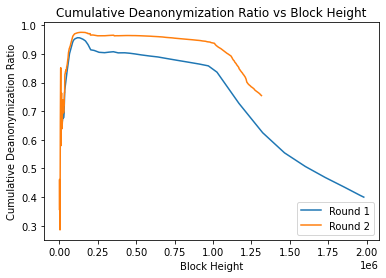 Cumulative Deanonymization Ratio vs Block Height
Cumulative Deanonymization Ratio
1.0
0.9
0.8
0.7
0.6
0.5
0.4
0.3
0.00 0.25 0.50 0.75 1.00 1.25 1.50 1.75 2.00
1e6
Block Height
Round 1
Round 2